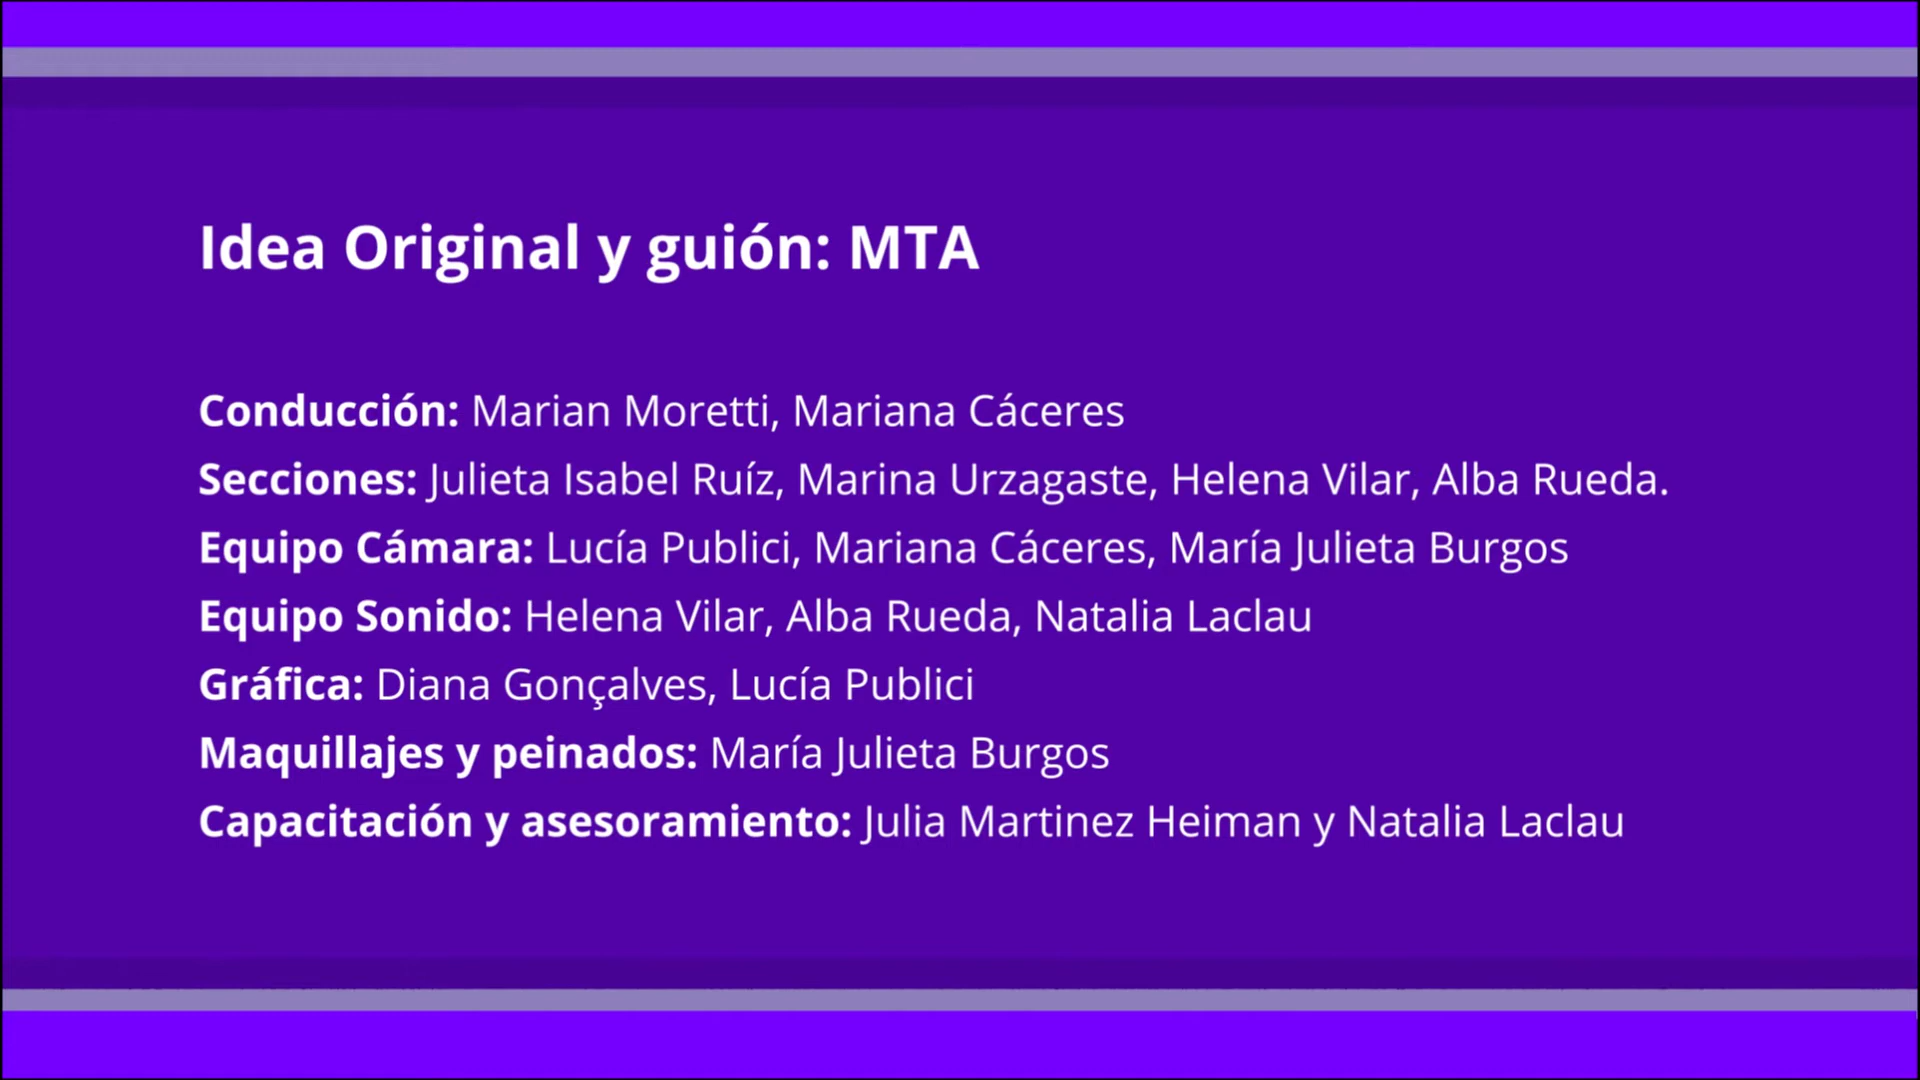 Idea Original y guión: MTA
Conducción: Marian Moretti, Mariana Cáceres
Secciones: Julieta Isabel Ruíz, Marina Urzagaste, Helena Vilar, Alba Rueda.
Equipo Cámara: Lucía Publici, Mariana Cáceres, María Julieta Burgos
Equipo Sonido: Helena Vilar, Alba Rueda, Natalia Laclau
Gráfica: Diana Gonçalves, Lucía Publici
Maquillajes y peinados: María Julieta Burgos
Capacitación y asesoramiento: Julia Martinez Heiman y Natalia Laclau